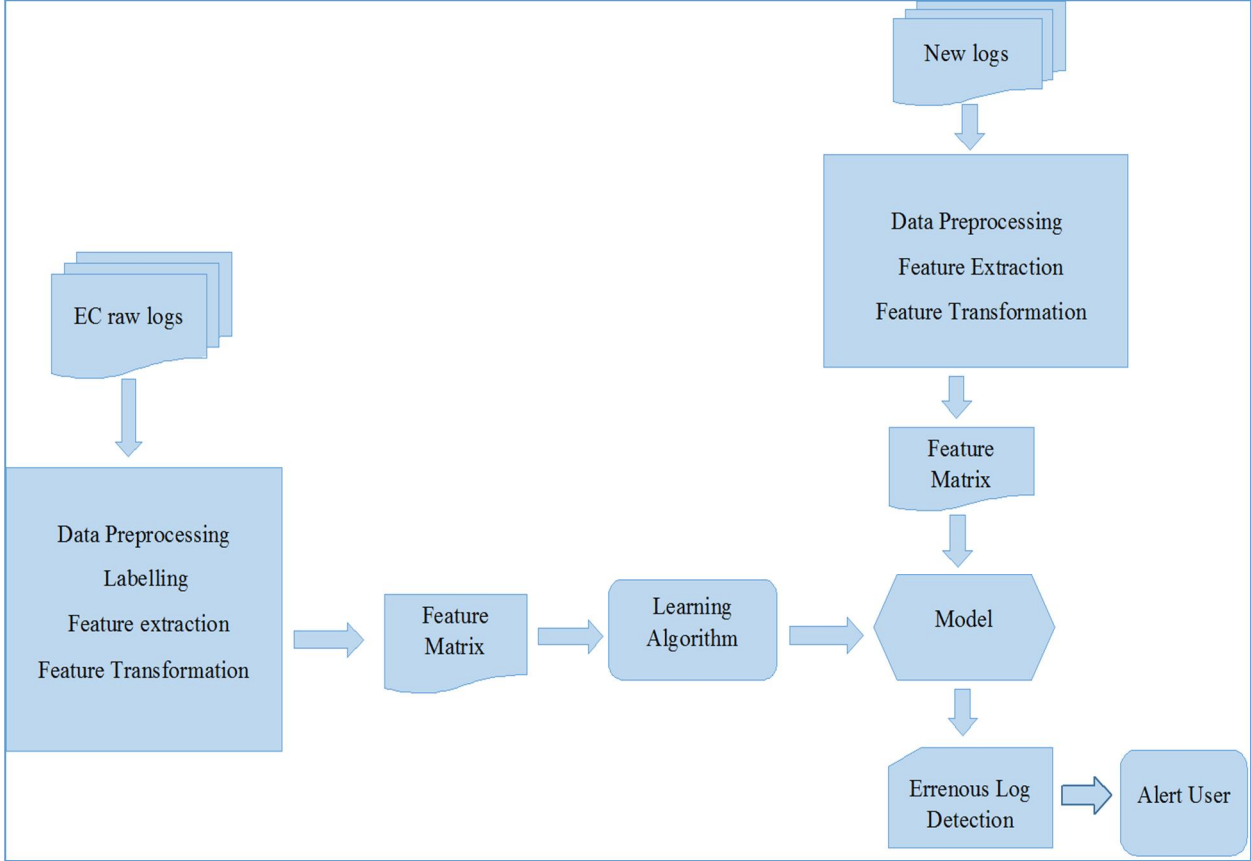 New logs
Data Preprocessing
Feature Extraction
Feature Transformation
EC raw logs
Feature
Matrix
Data Preprocessing
Labelling
Feature extraction
Feature Transformation
Feature
Matrix
Learning
Algorithm
Model
Errenous Log
Detection
Alert User